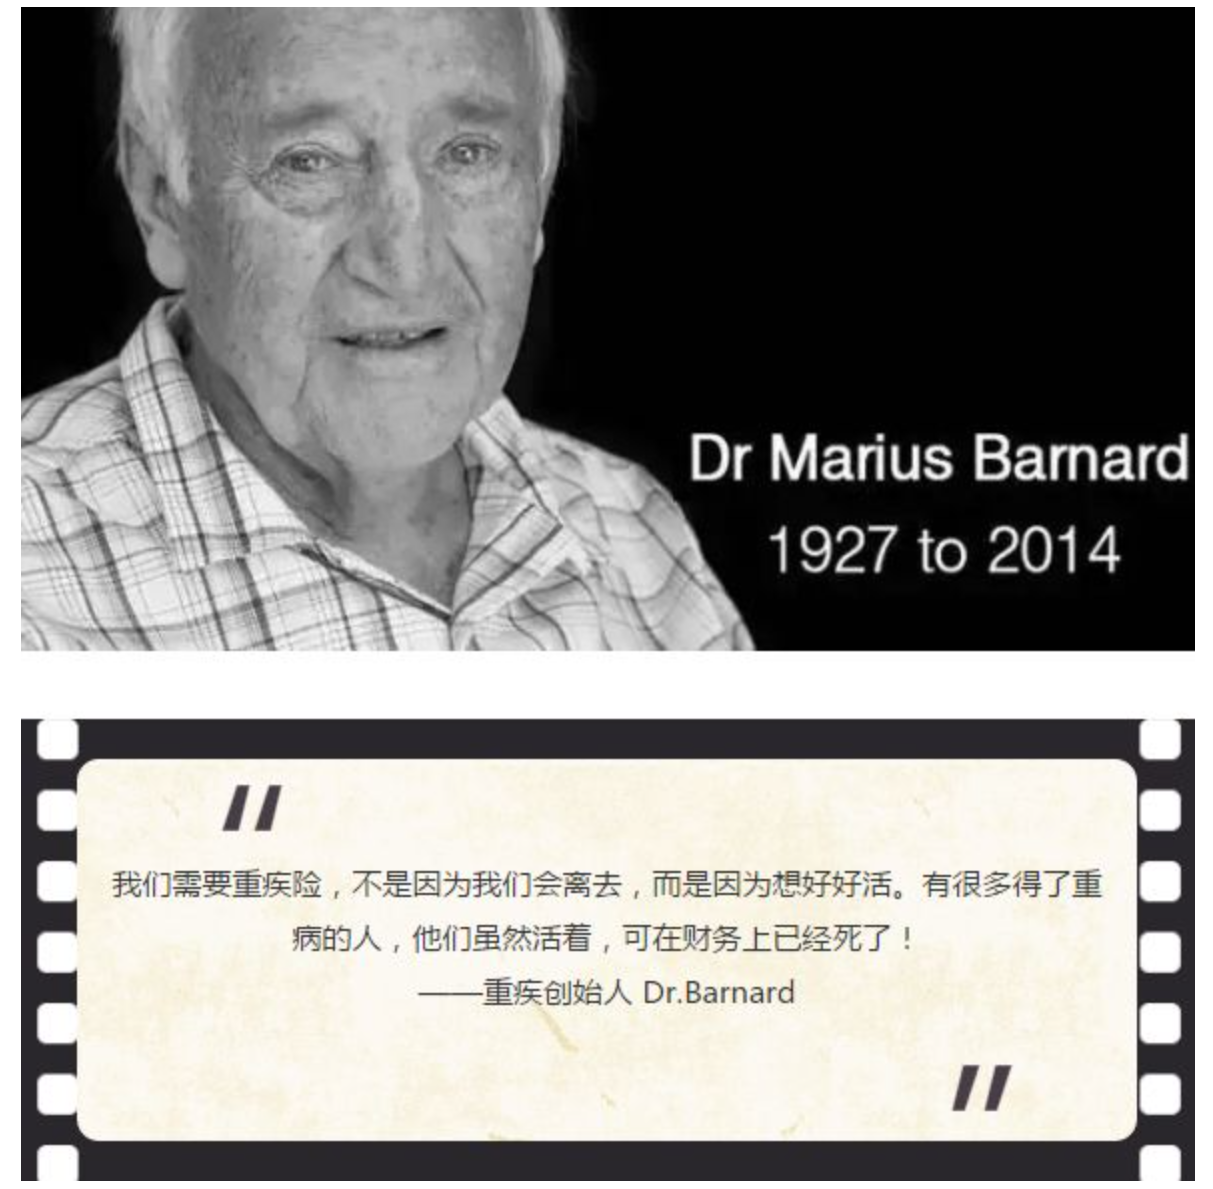 Dr Marius Barnard
1927 to 2014
"
我们需要重疾险，不是因为我们会离去，而是因为想好好活。有很多得了重
病的人，他们虽然活着，可在财务上已经死了！
——重疾创始人 Dr.Barnard
"